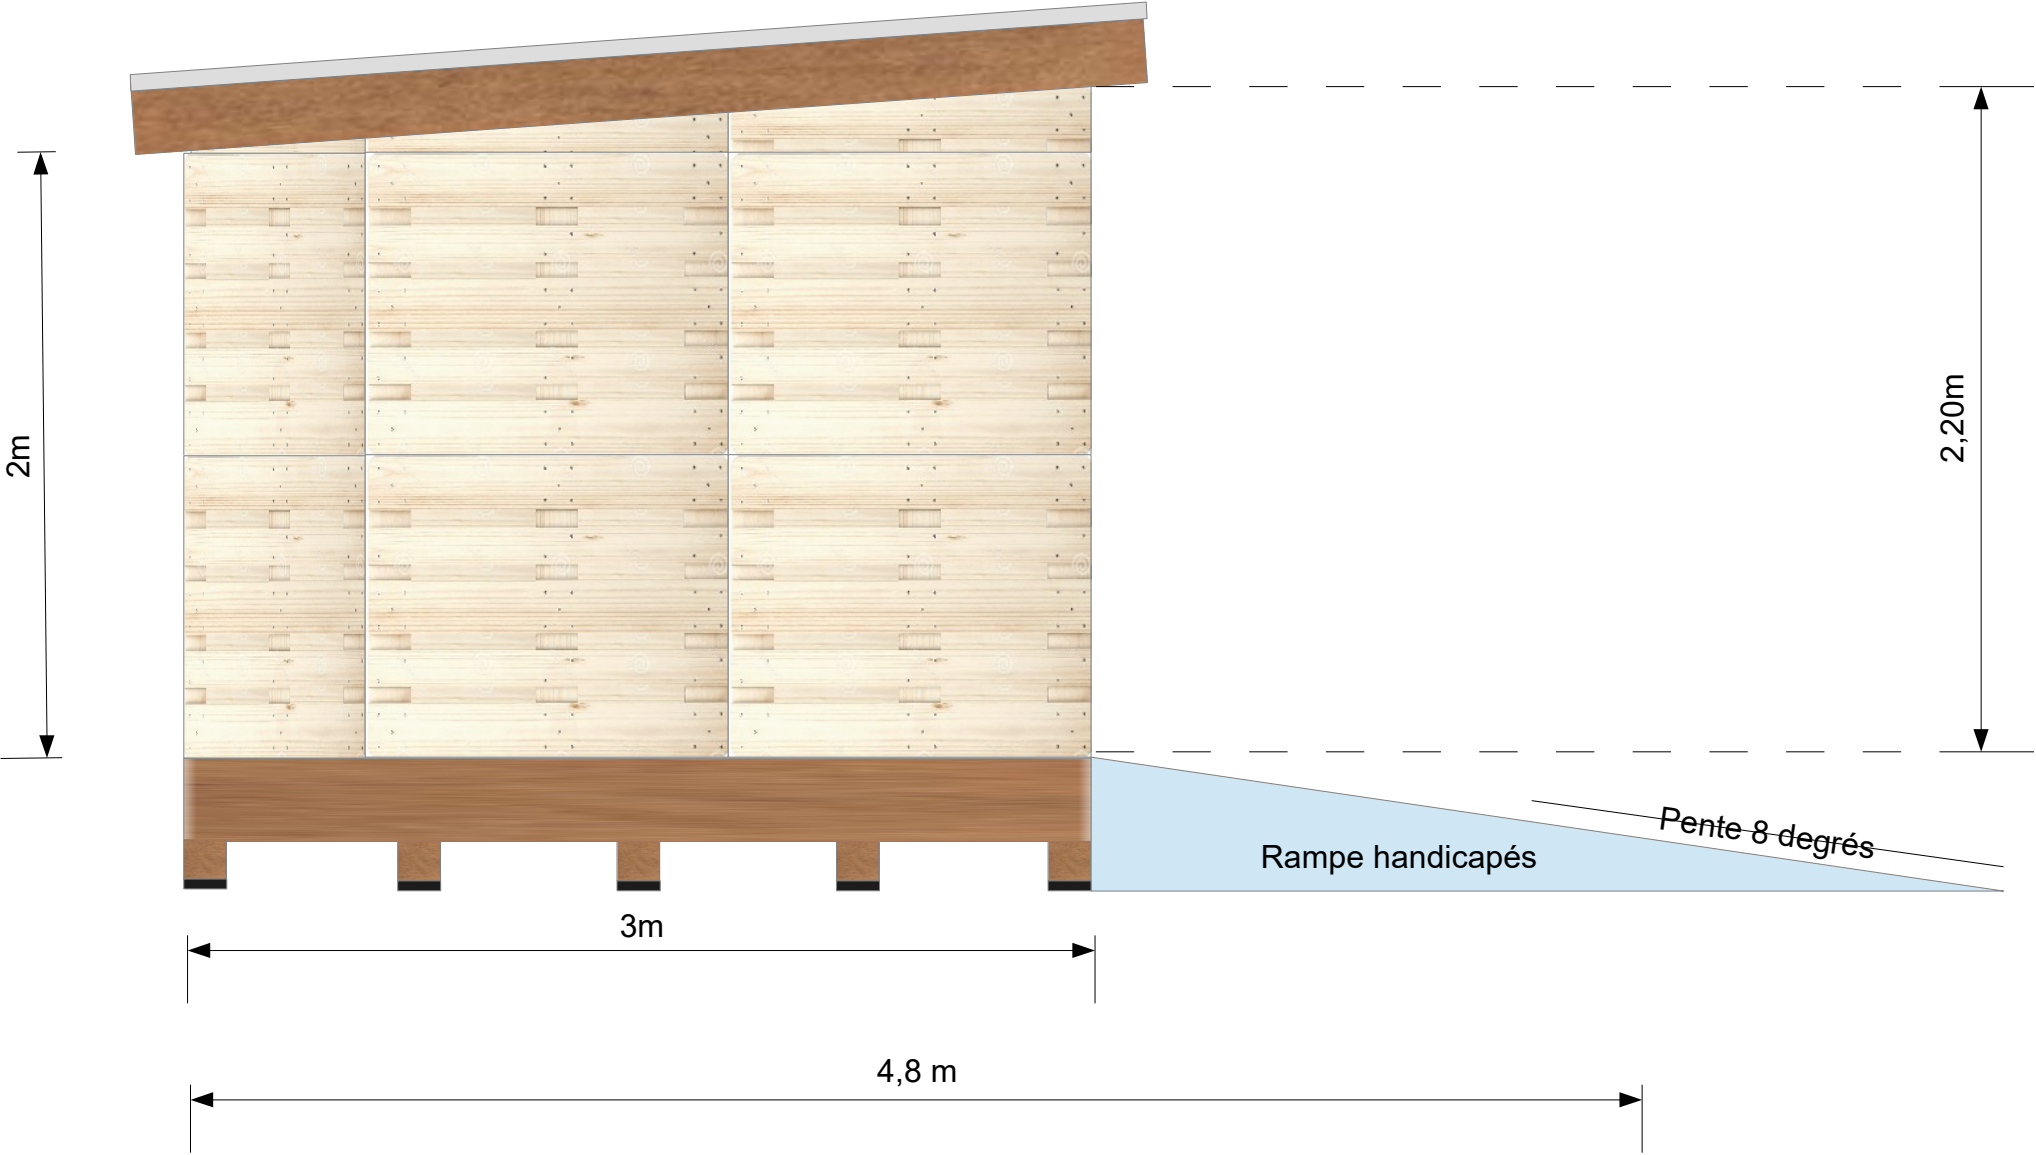 2m
2,20m
Pente 8 degrés
Rampe handicapés
3m
4,8 m